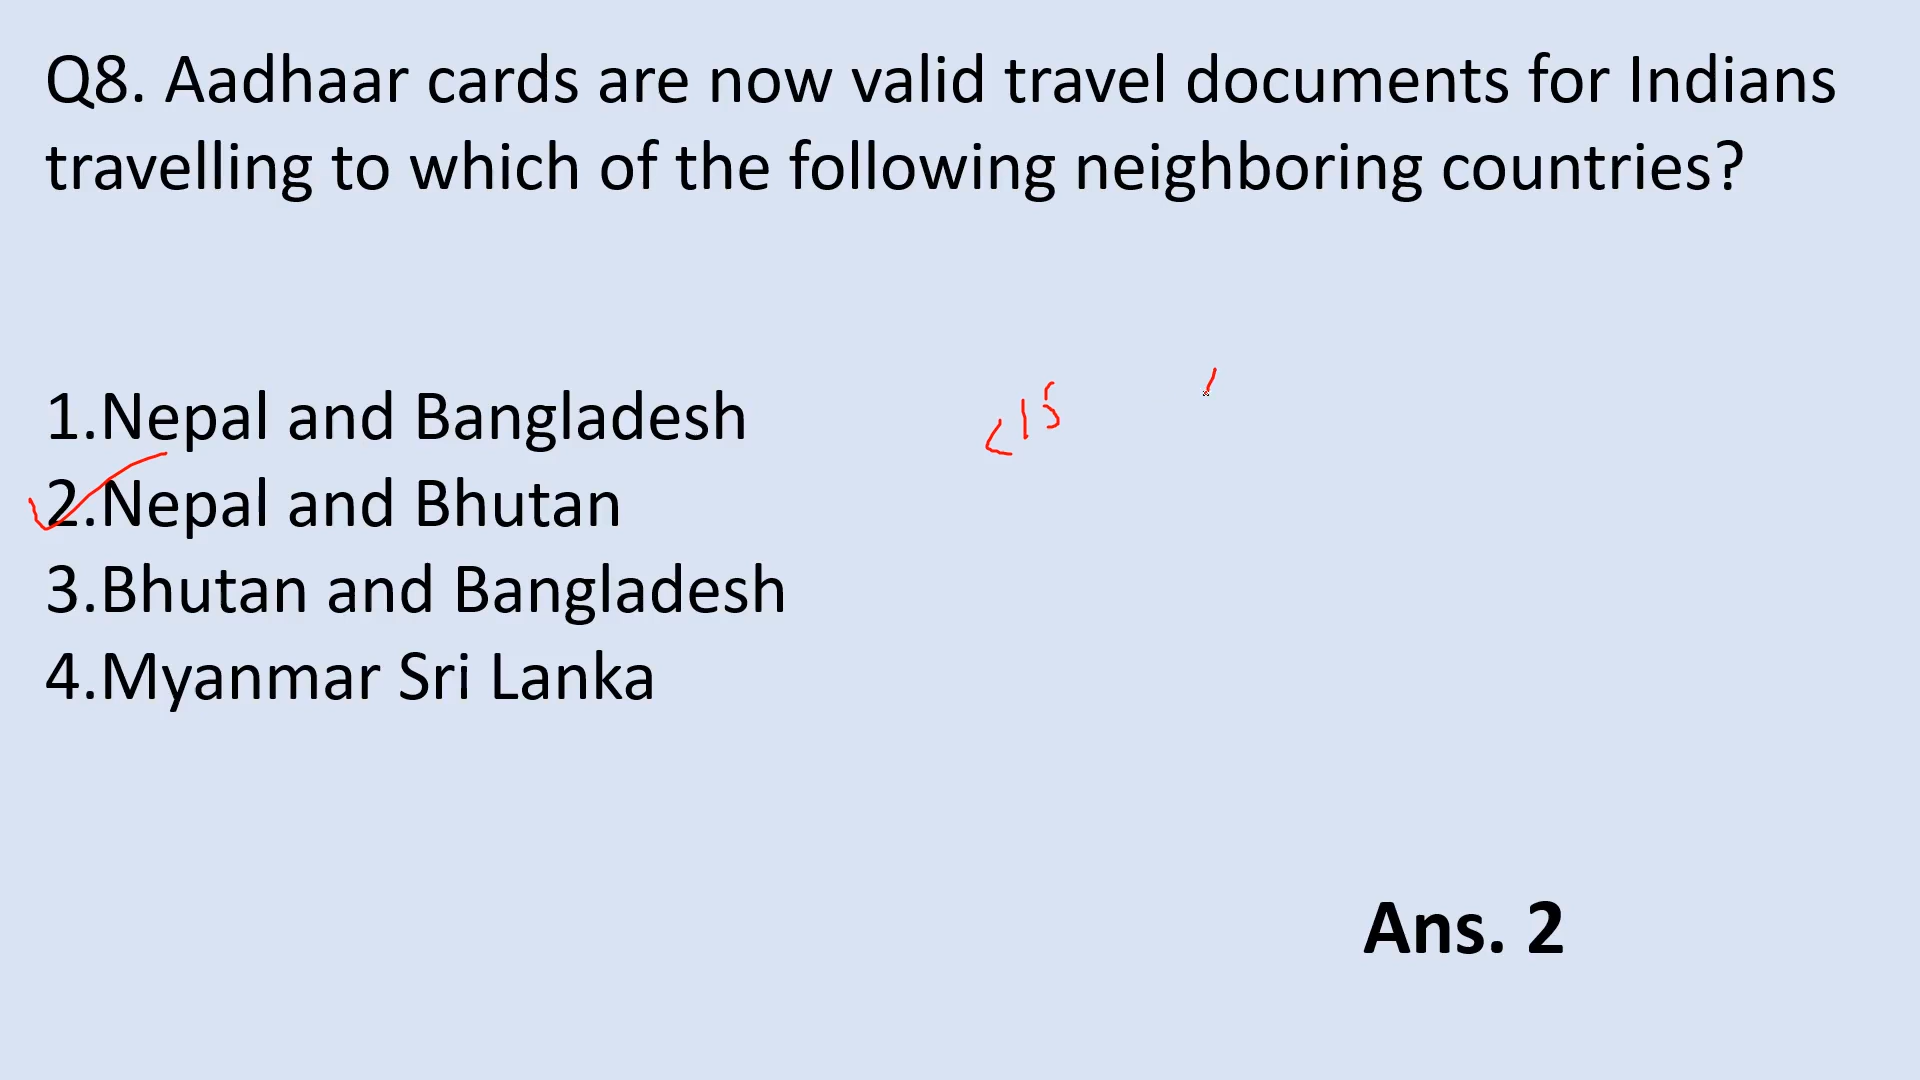 Q8. Aadhaar cards are now valid travel documents for Indians
travelling to which of the following neighboring countries?
1.Nepal and Bangladesh
<15
2.Nepal and Bhutan
3.Bhutan and Bangladesh
4.Myanmar Sri Lanka
Ans. 2